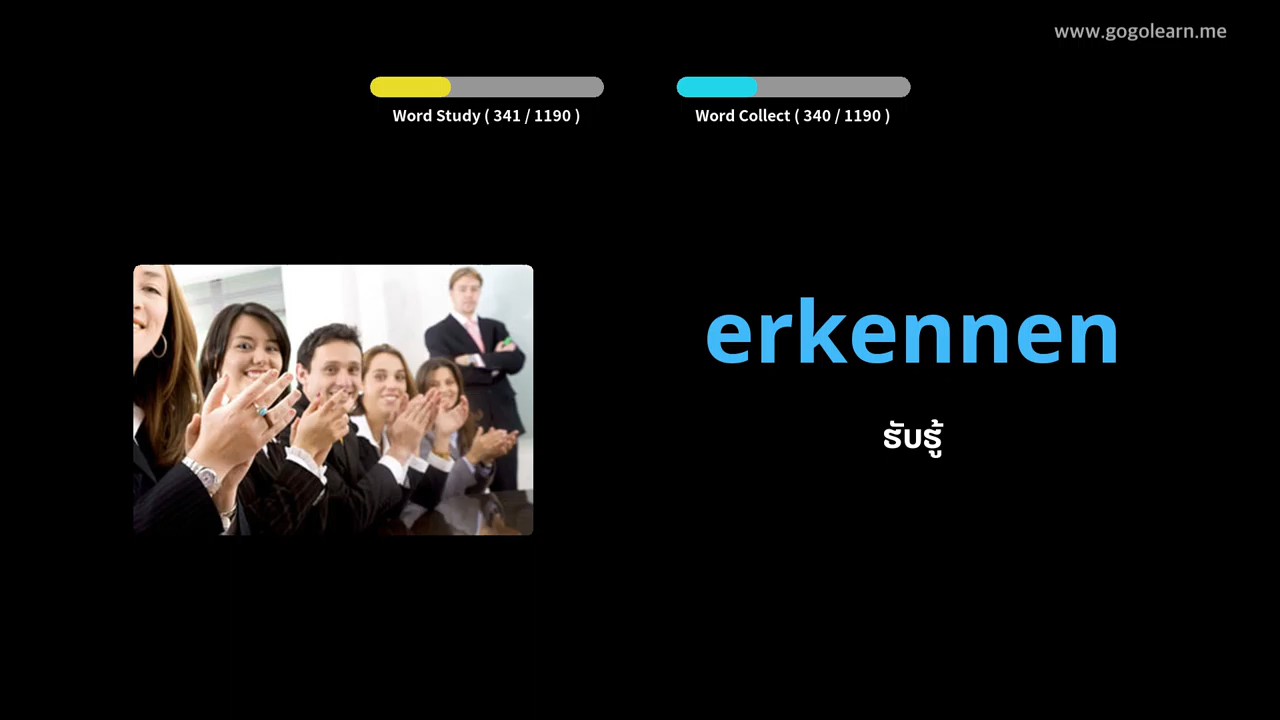 www.gogolearn.me
Word Study ( 341 / 1190 )
Word Collect ( 340 / 1190 )
erkennen
รับรู้